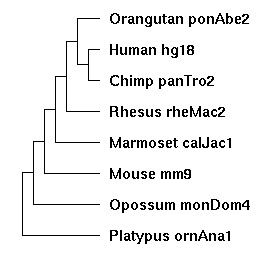 Orangutan ponAbe2
Human hg18
Chimp panTro2
Rhesus rheMac2
Marmoset calJac1
Mouse mm9
Opossum monDom4
Platypus ornAna1